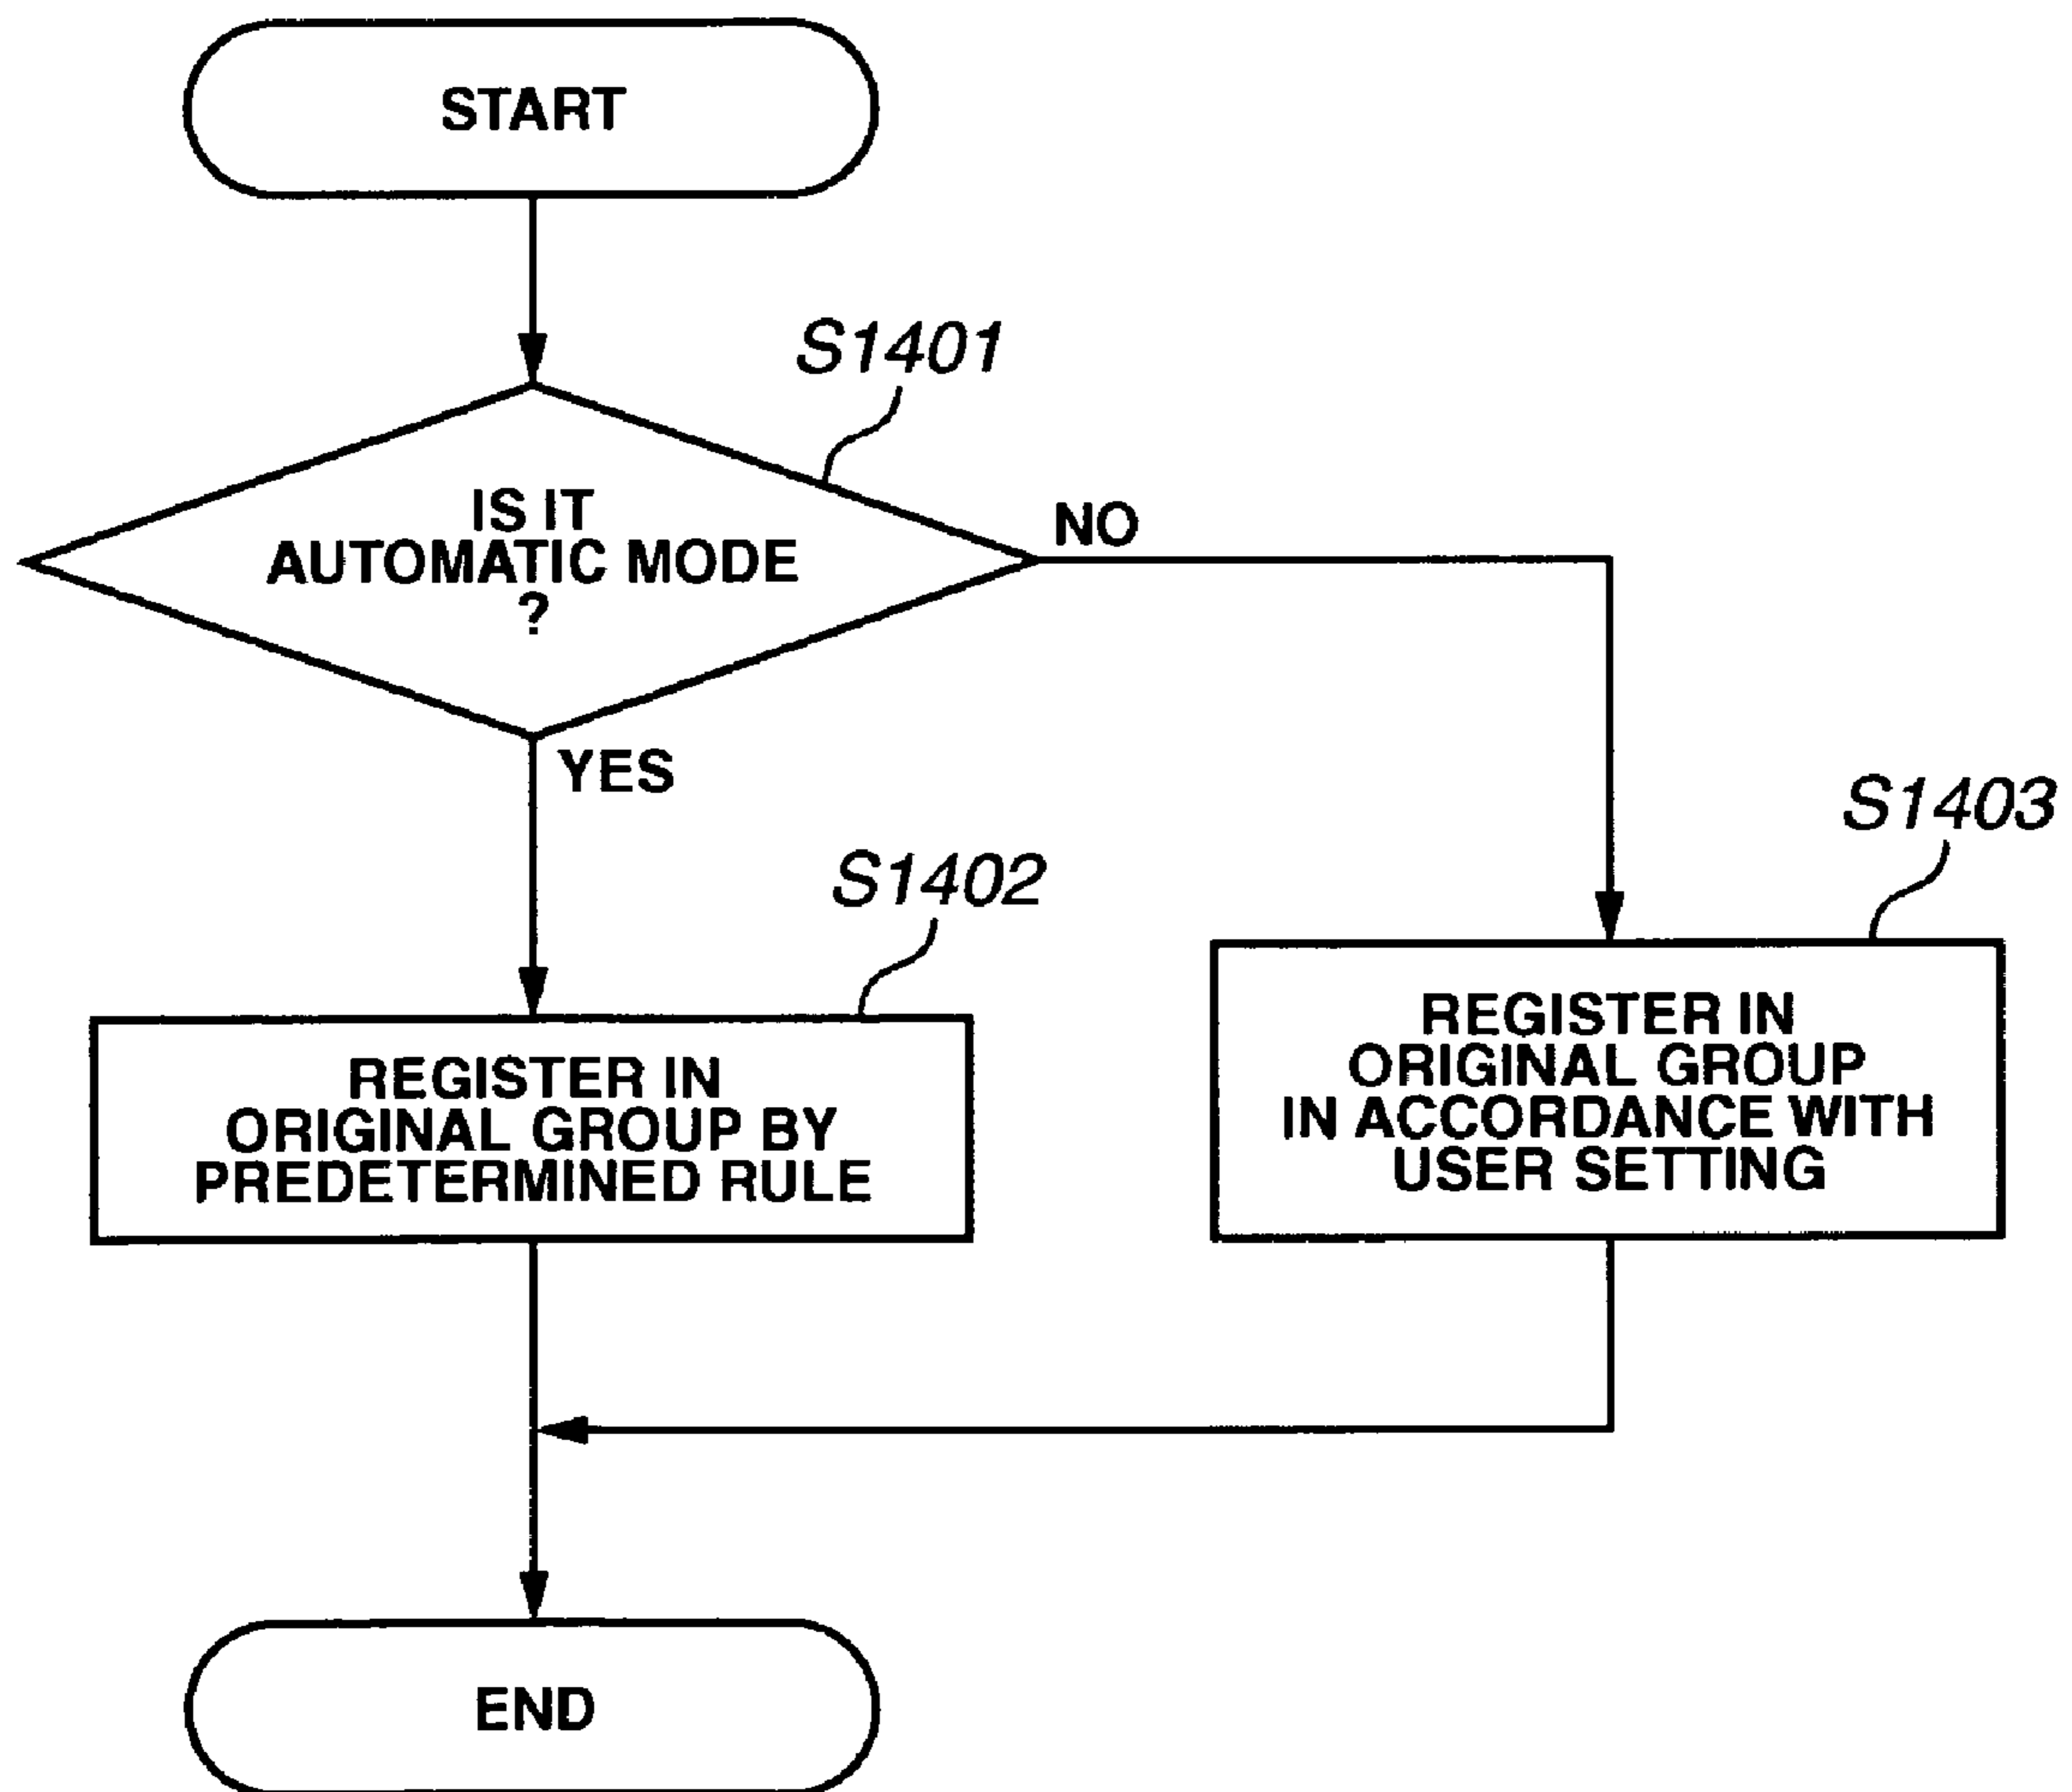 START
S1401
IS IT
AUTOMATIC MODE
?
NO
YES
S1402
S1403
REGISTER IN
ORIGINAL GROUP BY
PREDETERMINED RULE
REGISTER IN
ORIGINAL GROUP
IN ACCORDANCE WITH
USER SETTING
END